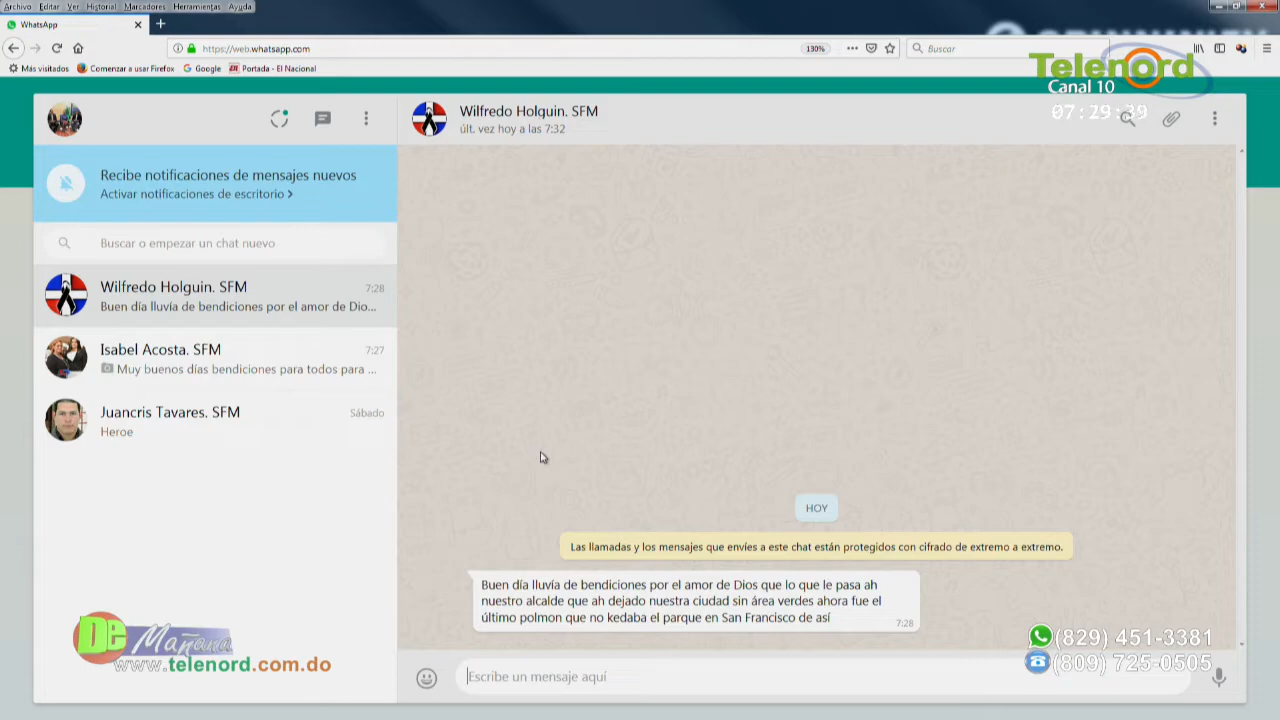 Archivo Editar Ver Historial Marcadores Herramientas Ayuda
WhatsApp
https://web.whatsapp.com
130%
Buscar
Más visitados Comenzar a usar Firefox Google Portada - El Nacional
Telenord
Canal 10
07:29:39
Wilfredo Holguin. SFM
últ. vez hoy a las 7:32
Recibe notificaciones de mensajes nuevos
Activar notificaciones de escritorio >
Buscar o empezar un chat nuevo
Wilfredo Holguin. SFM 7:28
Buen día lluvía de bendiciones por el amor de Dio...
Isabel Acosta. SFM 7:27
Muy buenos días bendiciones para todos para ...
Juancris Tavares. SFM Sábado
Heroe
HOY
Las llamadas y los mensajes que envíes a este chat están protegidos con cifrado de extremo a extremo.
Buen día lluvía de bendiciones por el amor de Dios que lo que le pasa ah
nuestro alcalde que ah dejado nuestra ciudad sin área verdes ahora fue el
último polmon que no kedaba el parque en San Francisco de así
7:28
Escribe un mensaje aquí
De Mañana
www.telenord.com.do
(829) 451-3381
(809) 725-0505